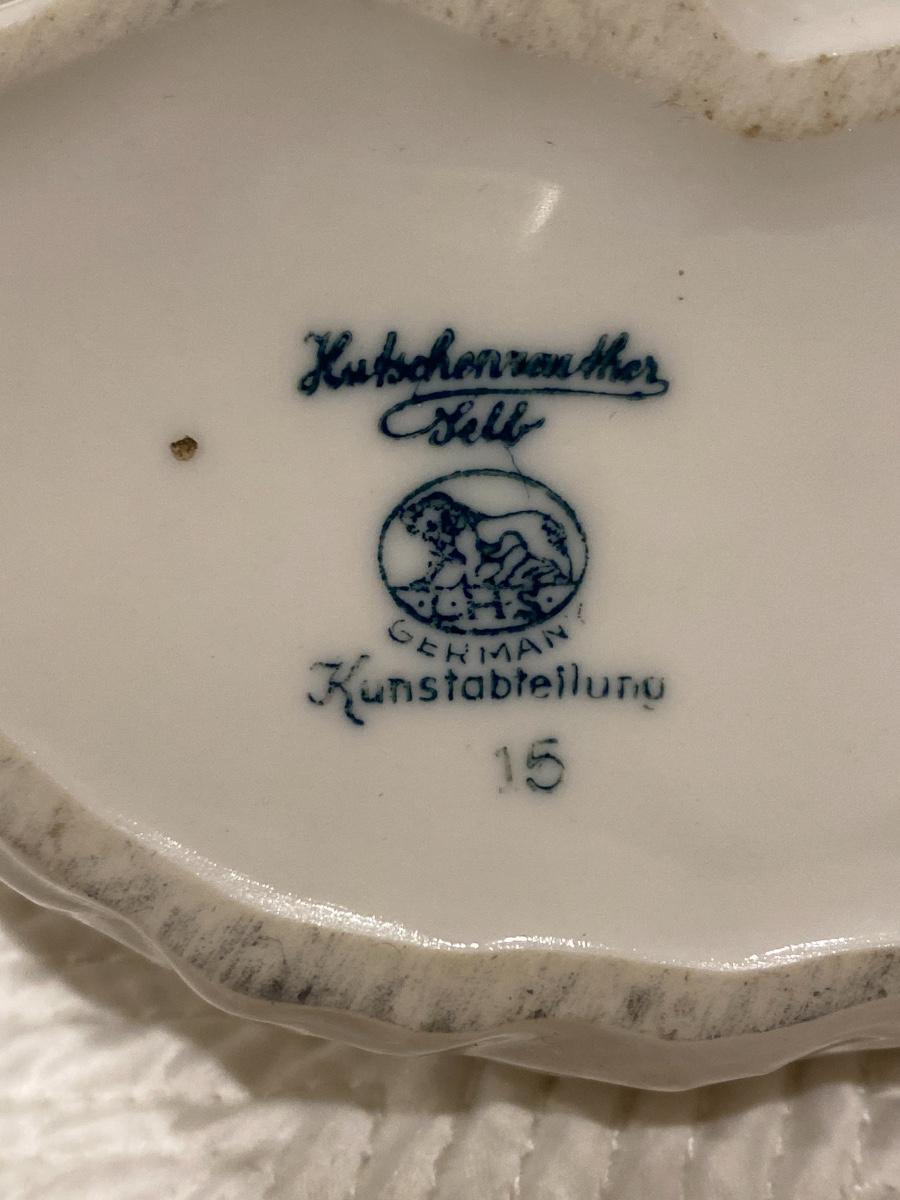 Hutschenreuther
Selb
L H S
GERMANY
Kunstabteilung
15